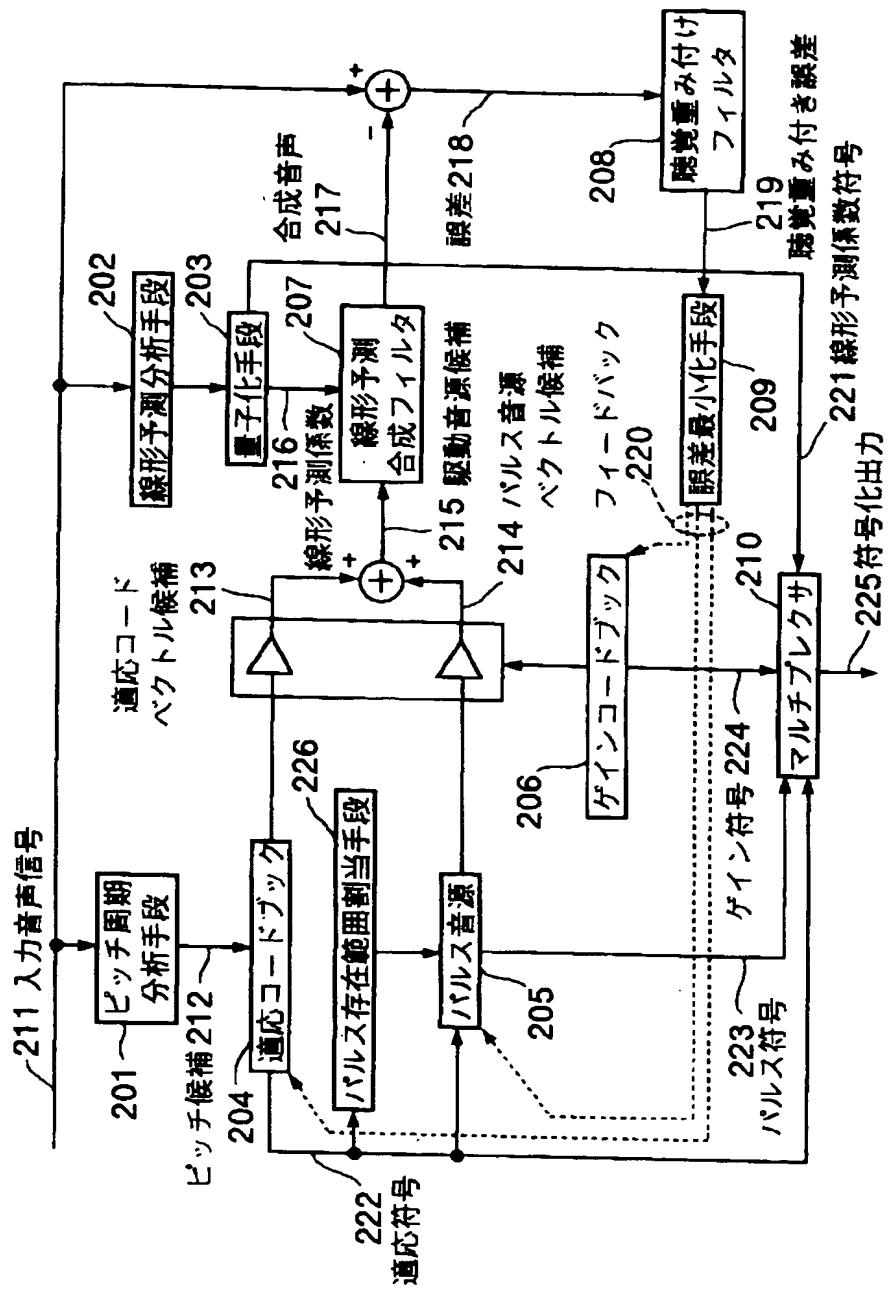 211 入力音声信号
ピッチ周期
分析手段
201
ピッチ候補 212
204
適応コードブック
222
適応符号
パルス存在範囲割当手段
226
パルス音源
205
223
パルス符号
適応コード
ベクトル候補
213
214 パルス音源
ベクトル候補
215 駆動音源候補
206
ゲインコードブック
ゲイン符号 224
線形予測分析手段
202
量子化手段
203
216
線形予測係数
線形予測
合成フィルタ
207
合成音声
217
+
-
+
+
+
+
誤差 218
208
聴覚重み付け
フィルタ
219
聴覚重み付き誤差
誤差最小化手段
209
フィードバック
220
221 線形予測係数符号
マルチプレクサ
210
225 符号化出力